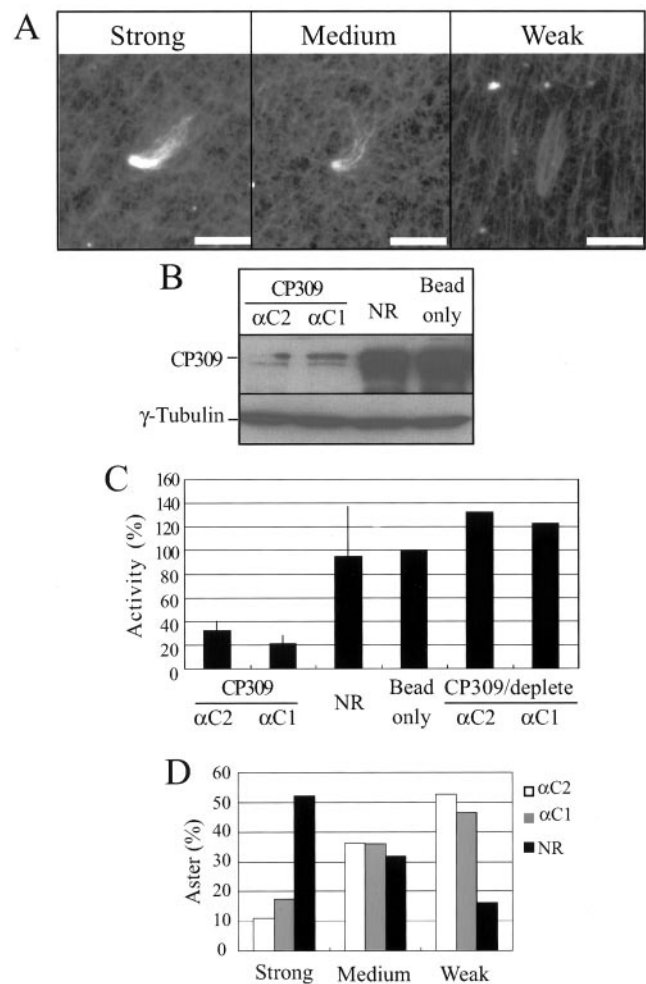 A
Strong Medium Weak
B
CP309
αC2 αC1 NR Bead only
CP309
γ-Tubulin
C
Activity (%)
160
140
120
100
80
60
40
20
0
CP309 CP309/deplete
αC2 αC1 NR Bead only αC2 αC1
D
Aster (%)
60
50
40
30
20
10
0
αC2
αC1
NR
Strong Medium Weak